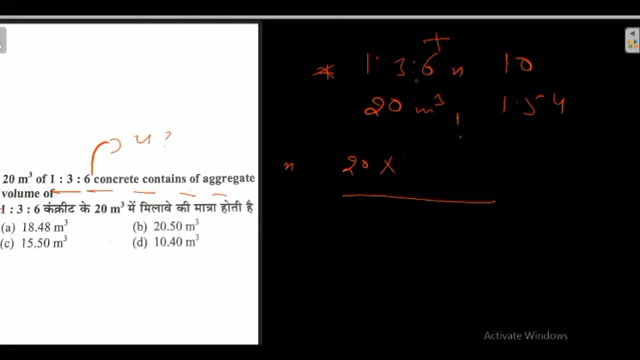 * 1 : 3 : 6 10
20 m³ 1.54
4 ?
20 m³ of 1 : 3 : 6 concrete contains of aggregate
volume of
1 : 3 : 6 कंक्रीट के 20 m³ में मिलावे की मात्रा होती है
(a) 18.48 m³ (b) 20.50 m³
(c) 15.50 m³ (d) 10.40 m³
20 ×
Activate Windows